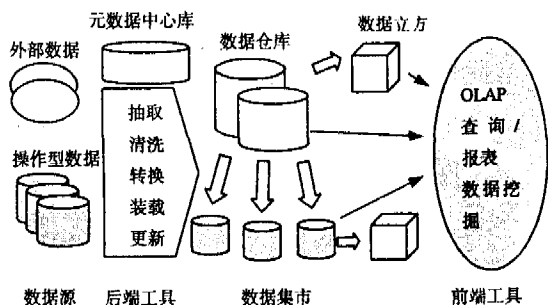 元数据中心库
数据仓库
数据立方
外部数据
抽取
清洗
转换
装载
更新
操作型数据
OLAP
查询/
报表
数据挖
掘
数据源
后端工具
数据集市
前端工具